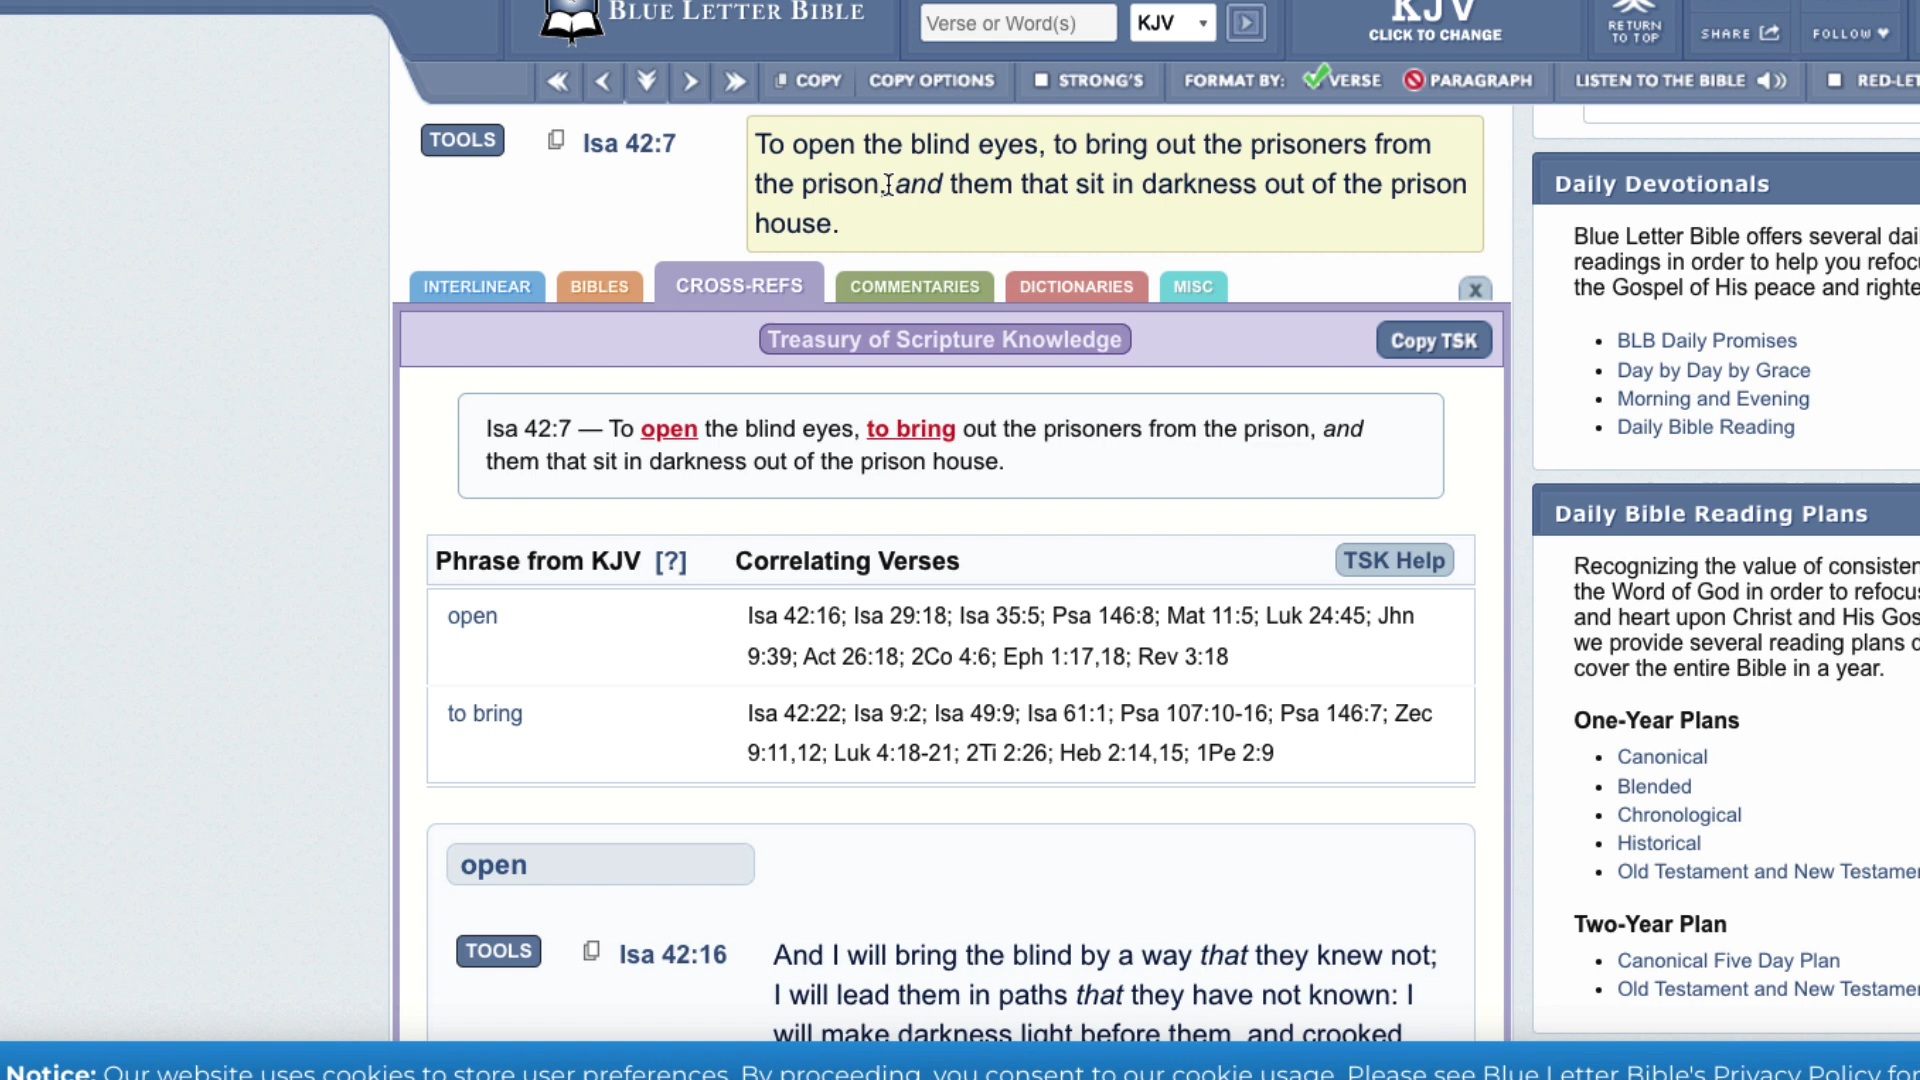 BLUE LETTER BIBLE
Verse or Word(s)
KJV
KJV
CLICK TO CHANGE
RETURN
TO TOP
SHARE
FOLLOW
COPY
COPY OPTIONS
STRONG'S
FORMAT BY:
VERSE
PARAGRAPH
LISTEN TO THE BIBLE
RED-LET
TOOLS
Isa 42:7
To open the blind eyes, to bring out the prisoners from
the prison, and them that sit in darkness out of the prison
house.
INTERLINEAR
BIBLES
CROSS-REFS
COMMENTARIES
DICTIONARIES
MISC
X
Treasury of Scripture Knowledge
Copy TSK
Isa 42:7 — To open the blind eyes, to bring out the prisoners from the prison, and
them that sit in darkness out of the prison house.
Phrase from KJV [?]
Correlating Verses
TSK Help
open
Isa 42:16; Isa 29:18; Isa 35:5; Psa 146:8; Mat 11:5; Luk 24:45; Jhn
9:39; Act 26:18; 2Co 4:6; Eph 1:17,18; Rev 3:18
to bring
Isa 42:22; Isa 9:2; Isa 49:9; Isa 61:1; Psa 107:10-16; Psa 146:7; Zec
9:11,12; Luk 4:18-21; 2Ti 2:26; Heb 2:14,15; 1Pe 2:9
open
TOOLS
Isa 42:16
And I will bring the blind by a way that they knew not;
I will lead them in paths that they have not known: I
will make darkness light before them, and crooked
Daily Devotionals
Blue Letter Bible offers several dai
readings in order to help you refocu
the Gospel of His peace and righte
BLB Daily Promises
Day by Day by Grace
Morning and Evening
Daily Bible Reading
Daily Bible Reading Plans
Recognizing the value of consisten
the Word of God in order to refocus
and heart upon Christ and His Gos
we provide several reading plans
cover the entire Bible in a year.
One-Year Plans
Canonical
Blended
Chronological
Historical
Old Testament and New Testamen
Two-Year Plan
Canonical Five Day Plan
Old Testament and New Testamen
Notice: Our website uses cookies to store user preferences. By proceeding, you consent to our cookie usage. Please see Blue Letter Bible's Privacy Policy for